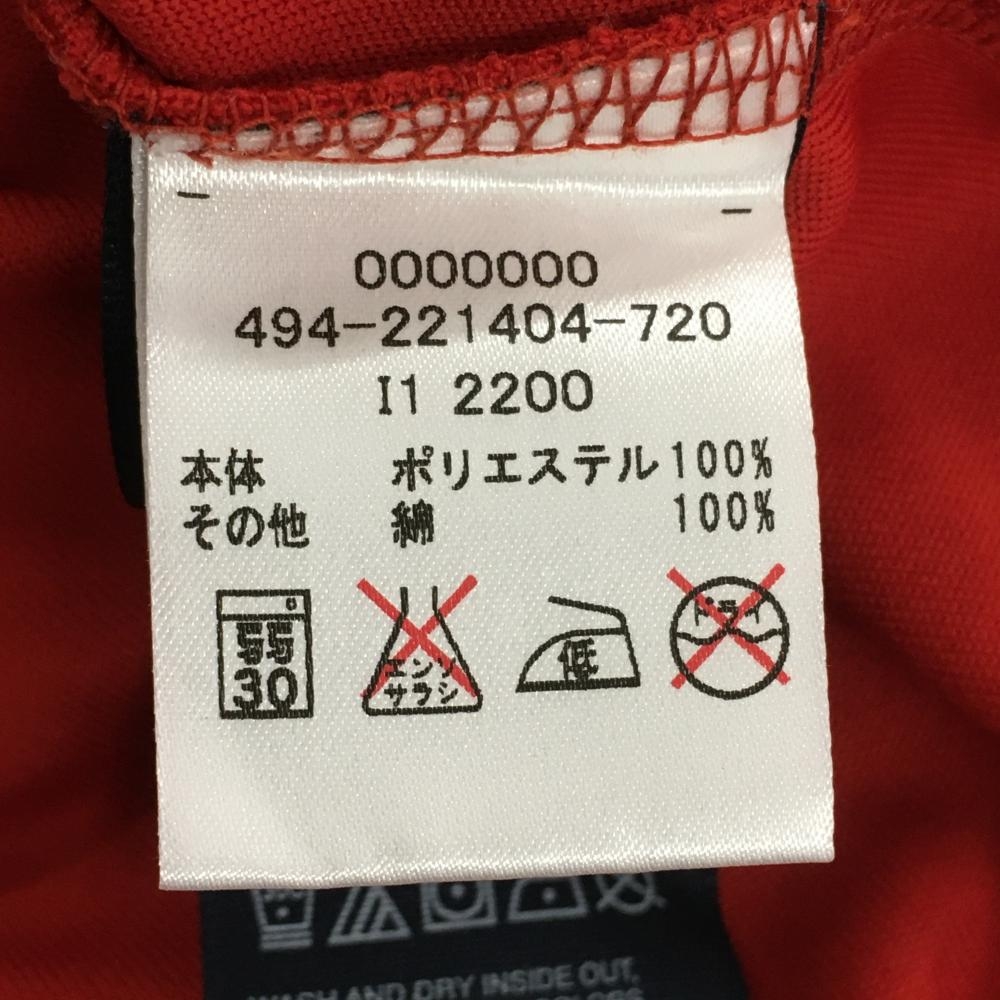 0000000
494-221404-720
I1 2200
本体 ポリエステル100%
その他 綿 100%
弱 30
エンソ サラシ
低
ドライ
WASH AND DRY INSIDE OUT,
COLORS